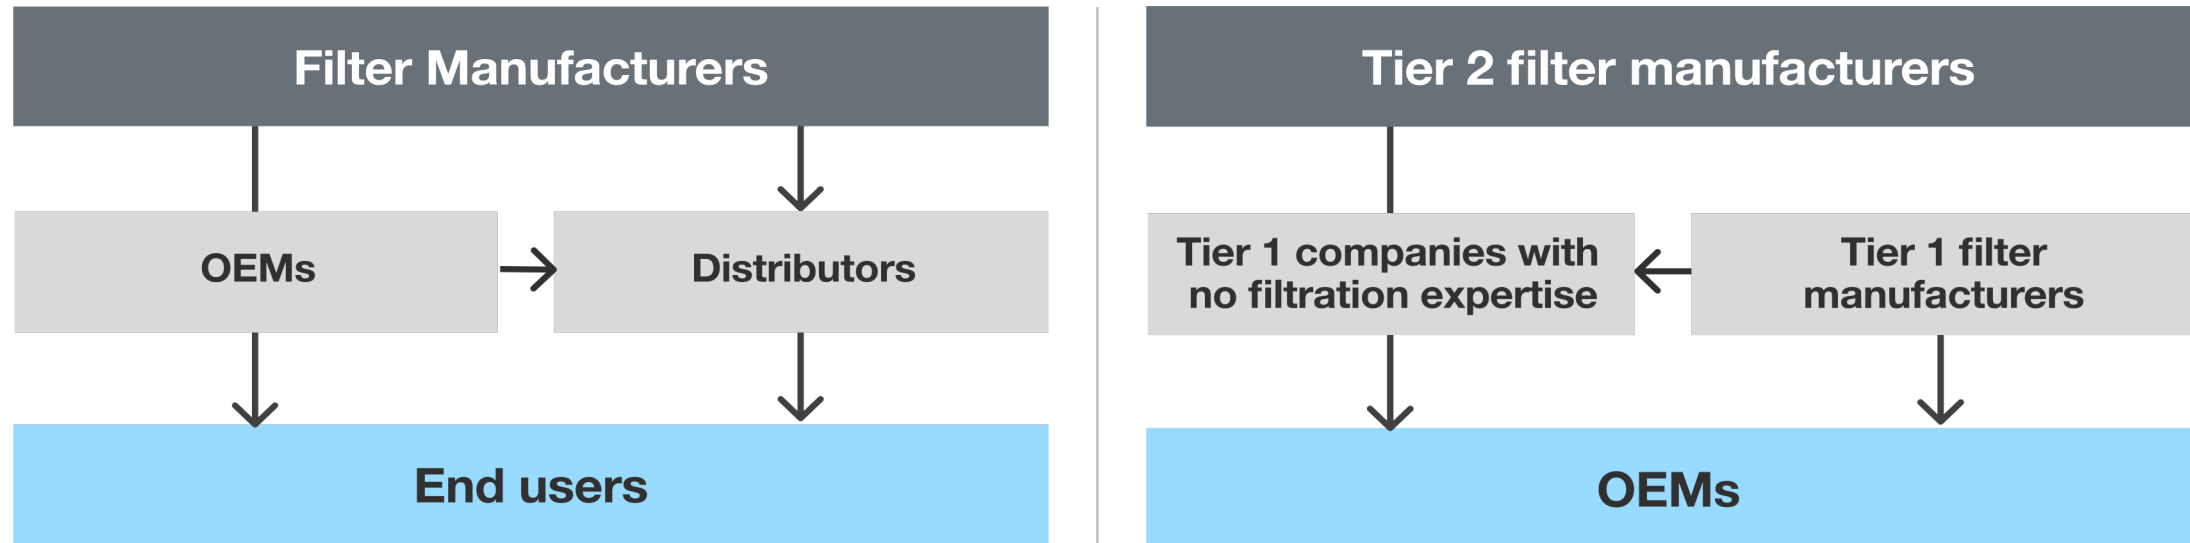 Filter Manufacturers
OEMs
Distributors
End users
Tier 2 filter manufacturers
Tier 1 companies with
no filtration expertise
Tier 1 filter
manufacturers
OEMs